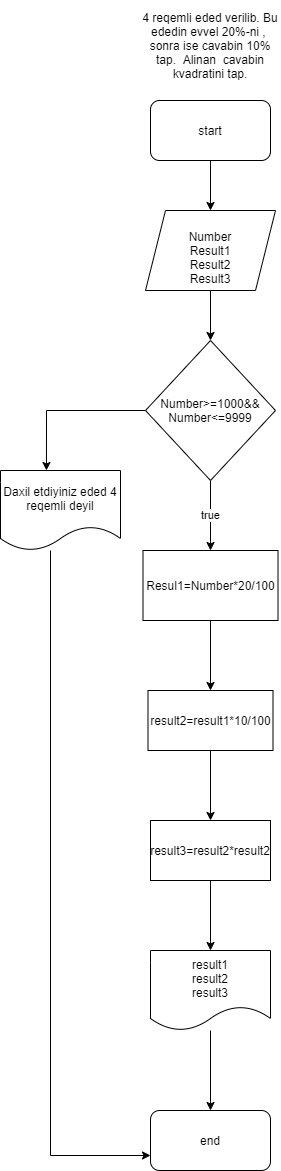 4 reqemli eded verilib. Bu
ededin evvel 20%-ni ,
sonra ise cavabin 10%
tap. Alinan cavabin
kvadratini tap.
start
Number
Result1
Result2
Result3
Number>=1000&&
Number<=9999
Daxil etdiyiniz eded 4
reqemli deyil
true
Resul1=Number*20/100
result2=result1*10/100
result3=result2*result2
result1
result2
result3
end